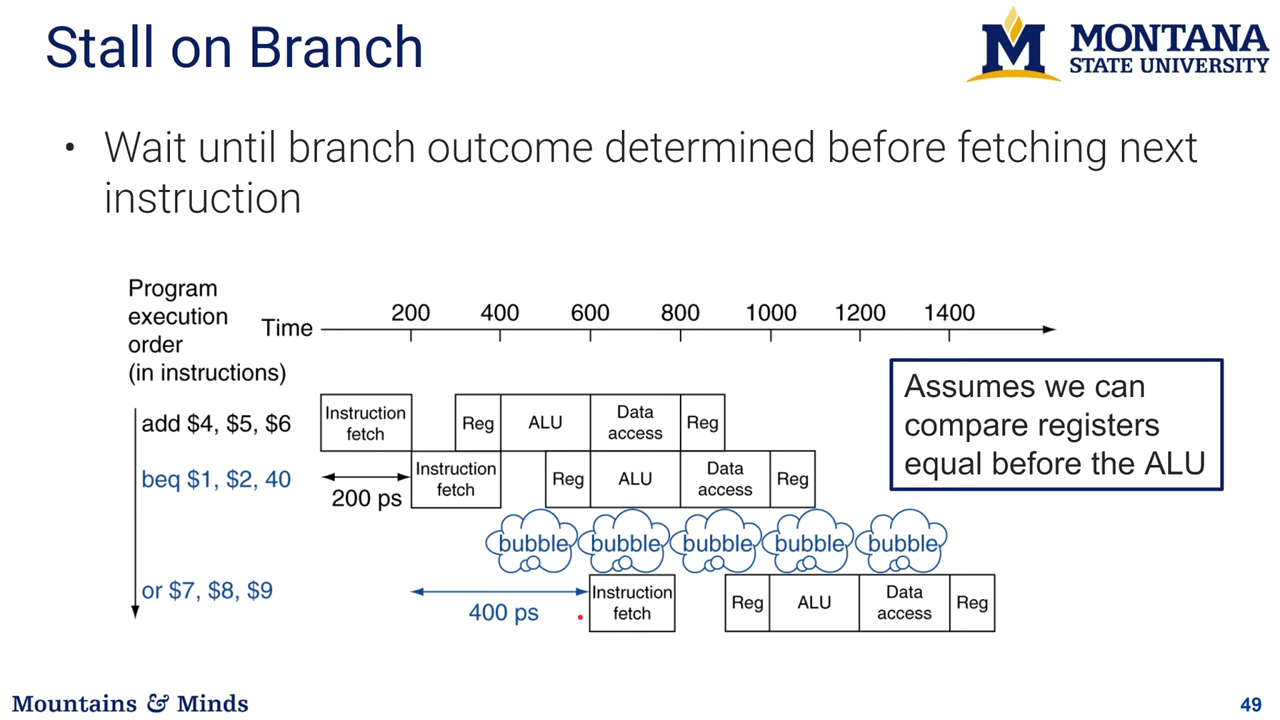 Stall on Branch
M MONTANA
STATE UNIVERSITY
• Wait until branch outcome determined before fetching next
instruction
Program
execution
order
(in instructions)
Time
200 400 600 800 1000 1200 1400
Assumes we can
compare registers
equal before the ALU
add $4, $5, $6
Instruction
fetch
Reg
ALU
Data
access
Reg
beq $1, $2, 40
200 ps
Instruction
fetch
Reg
ALU
Data
access
Reg
bubble bubble bubble bubble bubble
or $7, $8, $9
400 ps
Instruction
fetch
Reg
ALU
Data
access
Reg
Mountains & Minds
49